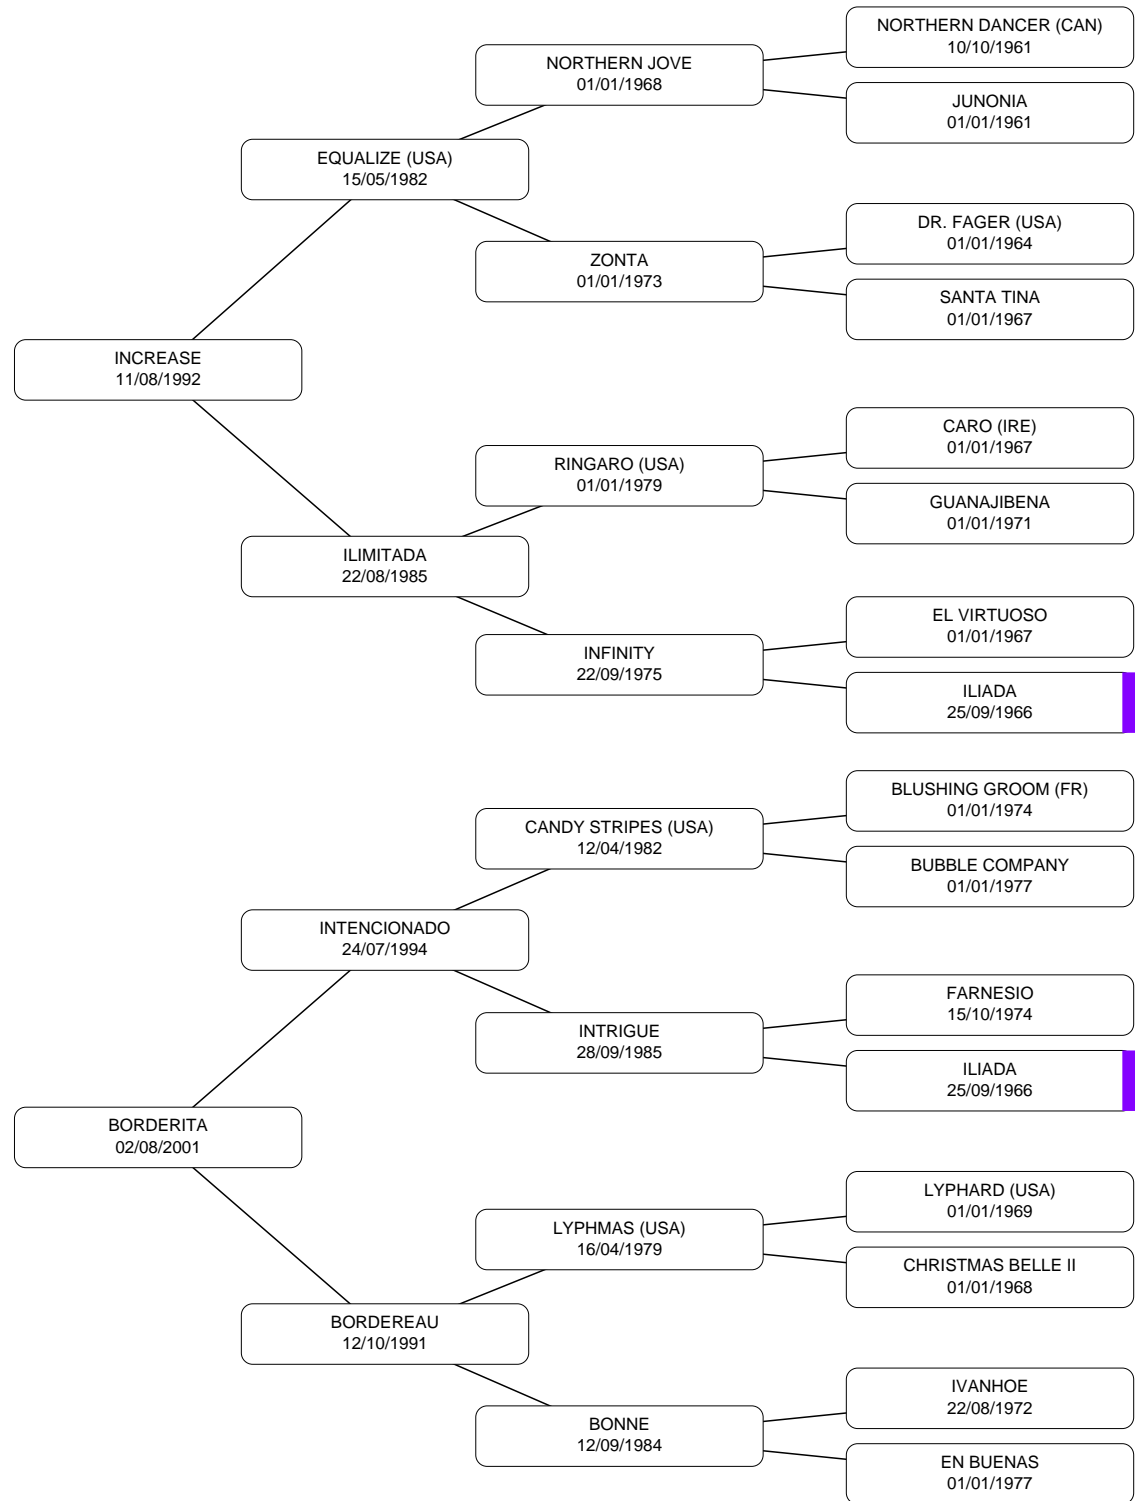 NORTHERN DANCER (CAN)
10/10/1961
NORTHERN JOVE
01/01/1968
JUNONIA
01/01/1961
EQUALIZE (USA)
15/05/1982
DR. FAGER (USA)
01/01/1964
ZONTA
01/01/1973
SANTA TINA
01/01/1967
INCREASE
11/08/1992
CARO (IRE)
01/01/1967
RINGARO (USA)
01/01/1979
GUANAJIBENA
01/01/1971
ILIMITADA
22/08/1985
EL VIRTUOSO
01/01/1967
INFINITY
22/09/1975
ILIADA
25/09/1966
BLUSHING GROOM (FR)
01/01/1974
CANDY STRIPES (USA)
12/04/1982
BUBBLE COMPANY
01/01/1977
INTENCIONADO
24/07/1994
FARNESIO
15/10/1974
INTRIGUE
28/09/1985
ILIADA
25/09/1966
BORDERITA
02/08/2001
LYPHARD (USA)
01/01/1969
LYPHMAS (USA)
16/04/1979
CHRISTMAS BELLE II
01/01/1968
BORDEREAU
12/10/1991
IVANHOE
22/08/1972
BONNE
12/09/1984
EN BUENAS
01/01/1977